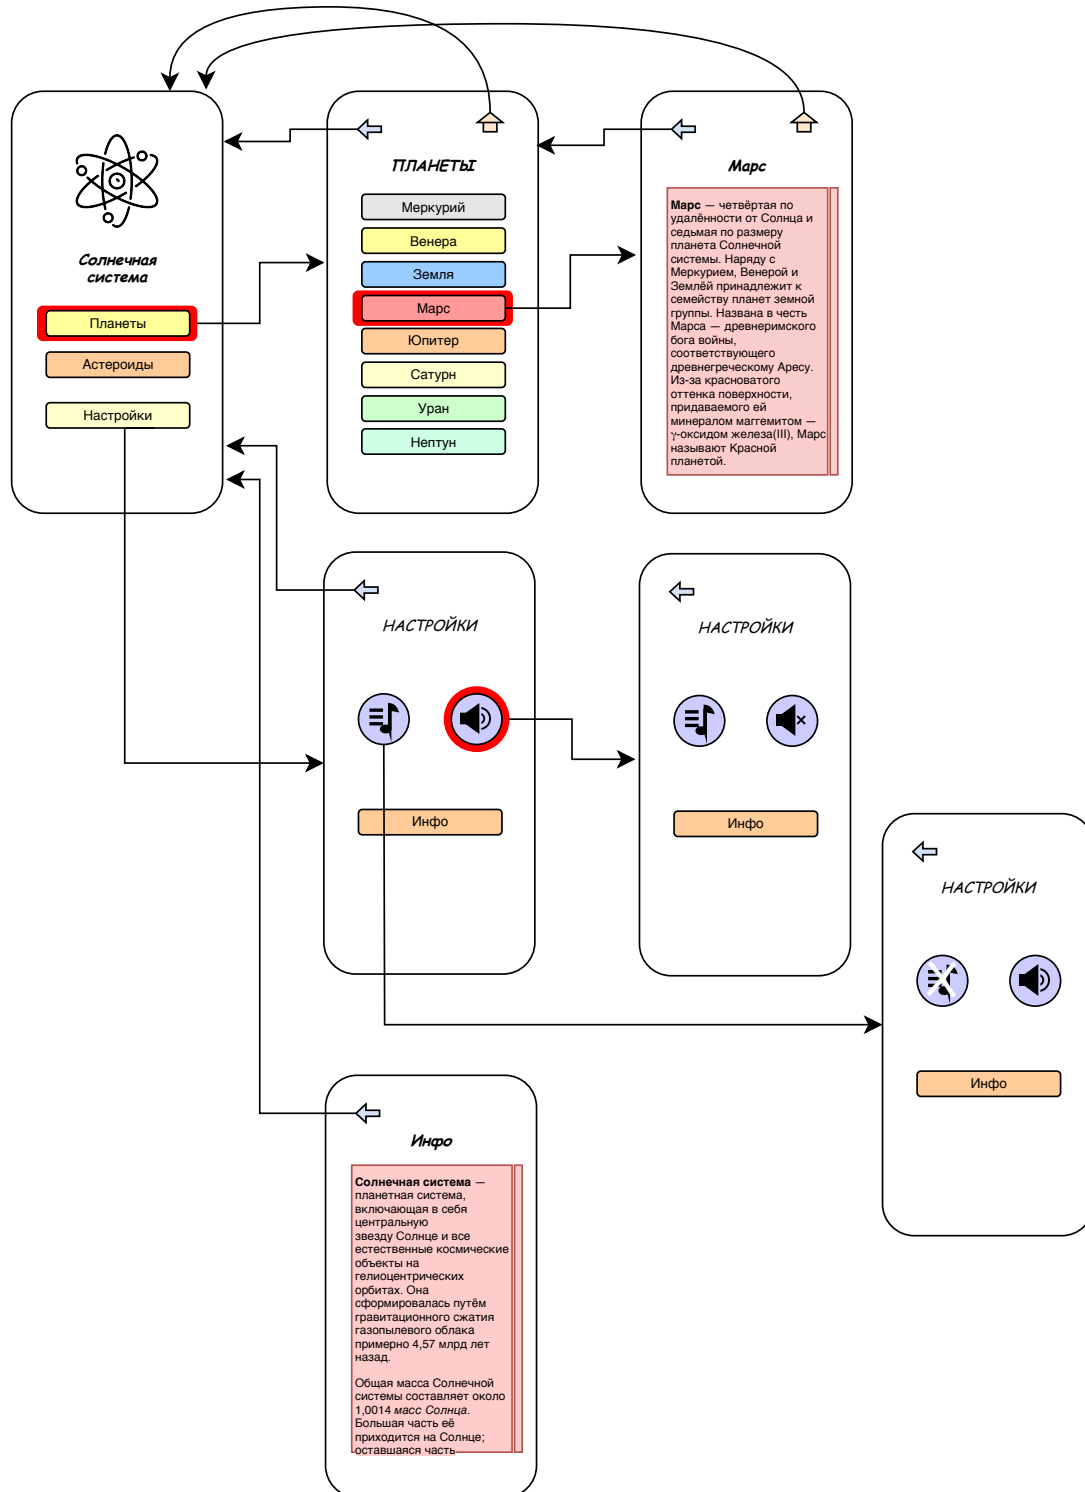 Солнечная
система
Планеты
Астероиды
Настройки
ПЛАНЕТЫ
Меркурий
Венера
Земля
Марс
Юпитер
Сатурн
Уран
Нептун
Марс
Марс — четвёртая по
удалённости от Солнца и
седьмая по размеру
планета Солнечной
системы. Наряду с
Меркурием, Венерой и
Землёй принадлежит к
семейству планет земной
группы. Названа в честь
Марса — древнеримского
бога войны,
соответствующего
древнегреческому Аресу.
Из-за красноватого
оттенка поверхности,
придаваемого ей
минералом маггемитом —
γ-оксидом железа(III), Марс
называют Красной
планетой.
НАСТРОЙКИ
Инфо
НАСТРОЙКИ
Инфо
НАСТРОЙКИ
Инфо
Инфо
Солнечная система —
планетная система,
включающая в себя
центральную
звезду Солнце и все
естественные космические
объекты на
гелиоцентрических
орбитах. Она
сформировалась путём
гравитационного сжатия
газопылевого облака
примерно 4,57 млрд лет
назад.
Общая масса Солнечной
системы составляет около
1,0014 масс Солнца.
Большая часть её
приходится на Солнце;
оставшаяся часть